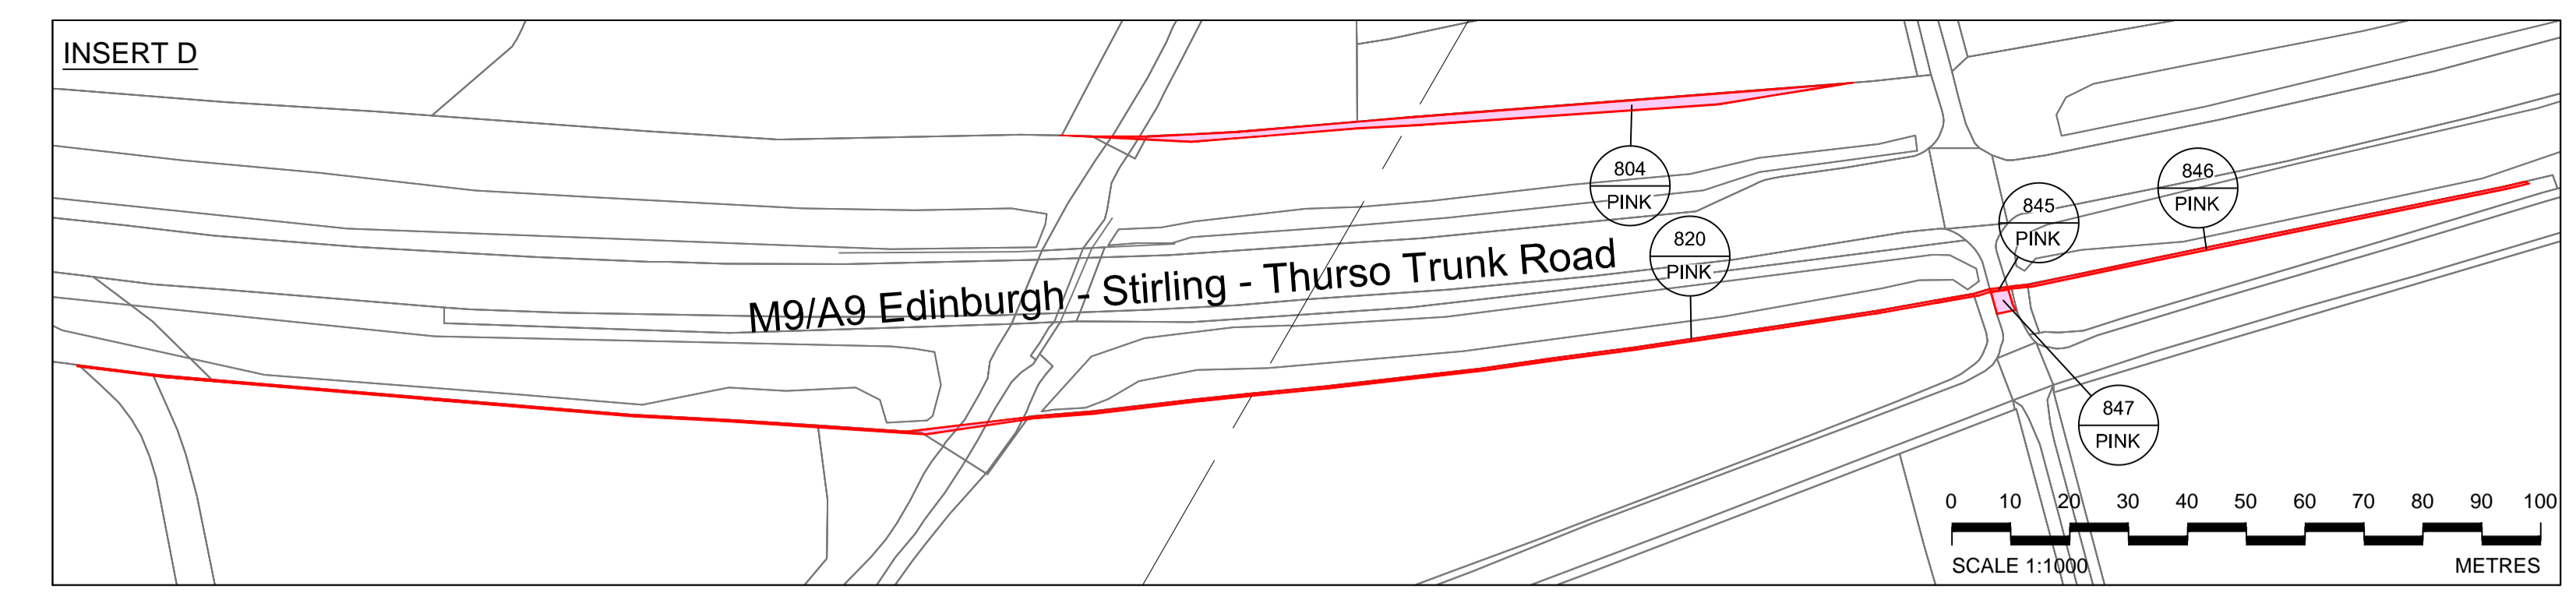 INSERT D
804
PINK
846
PINK
845
PINK
820
PINK
M9/A9 Edinburgh - Stirling - Thurso Trunk Road
847
PINK
0 10 20 30 40 50 60 70 80 90 100
SCALE 1:1000 METRES